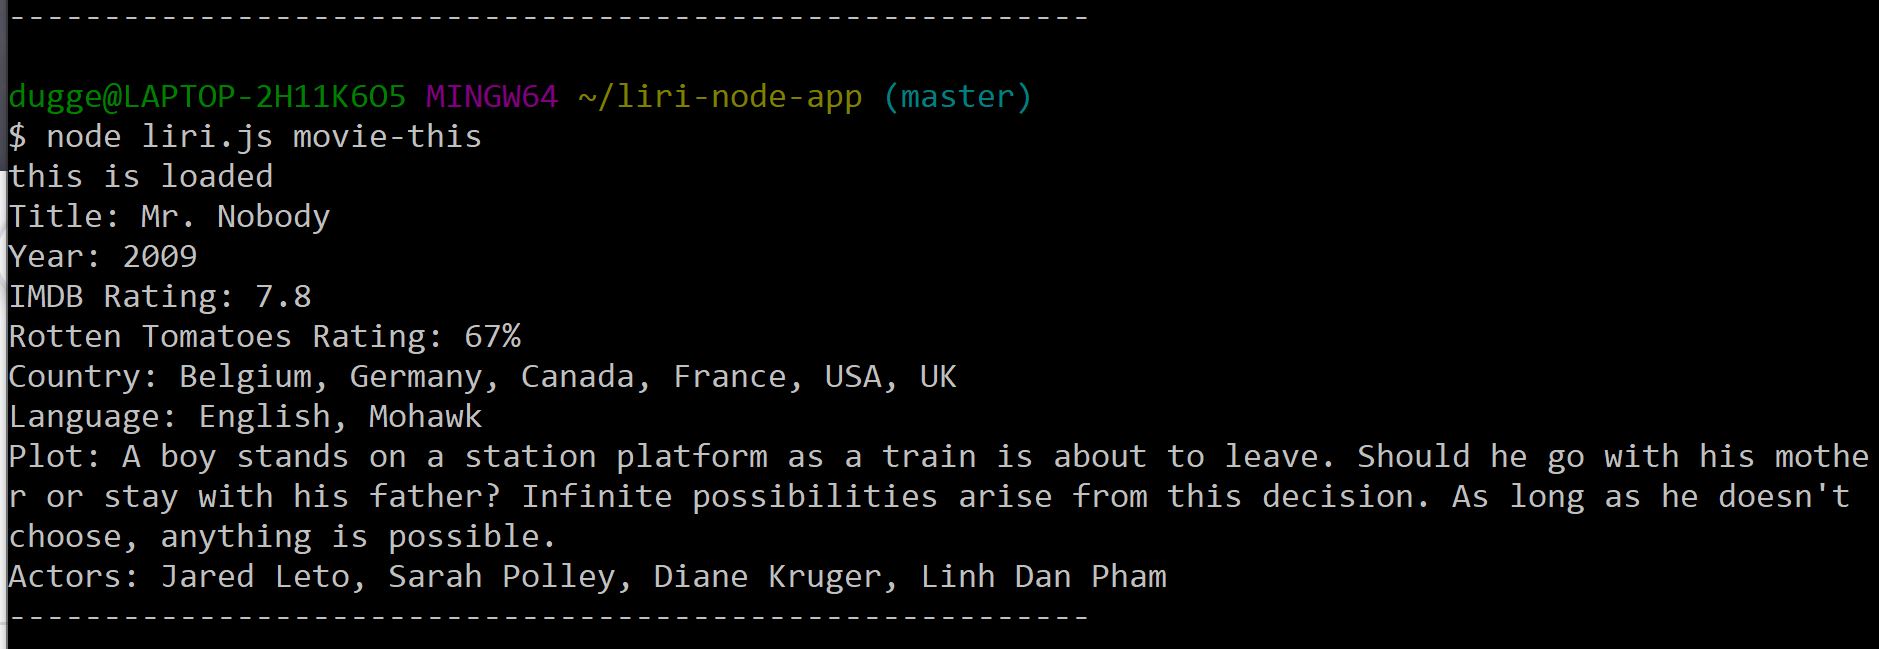 ---------------------------------------------------------
dugge@LAPTOP-2H11K6O5 MINGW64 ~/liri-node-app (master)
$ node liri.js movie-this
this is loaded
Title: Mr. Nobody
Year: 2009
IMDB Rating: 7.8
Rotten Tomatoes Rating: 67%
Country: Belgium, Germany, Canada, France, USA, UK
Language: English, Mohawk
Plot: A boy stands on a station platform as a train is about to leave. Should he go with his mothe
r or stay with his father? Infinite possibilities arise from this decision. As long as he doesn't
choose, anything is possible.
Actors: Jared Leto, Sarah Polley, Diane Kruger, Linh Dan Pham
---------------------------------------------------------